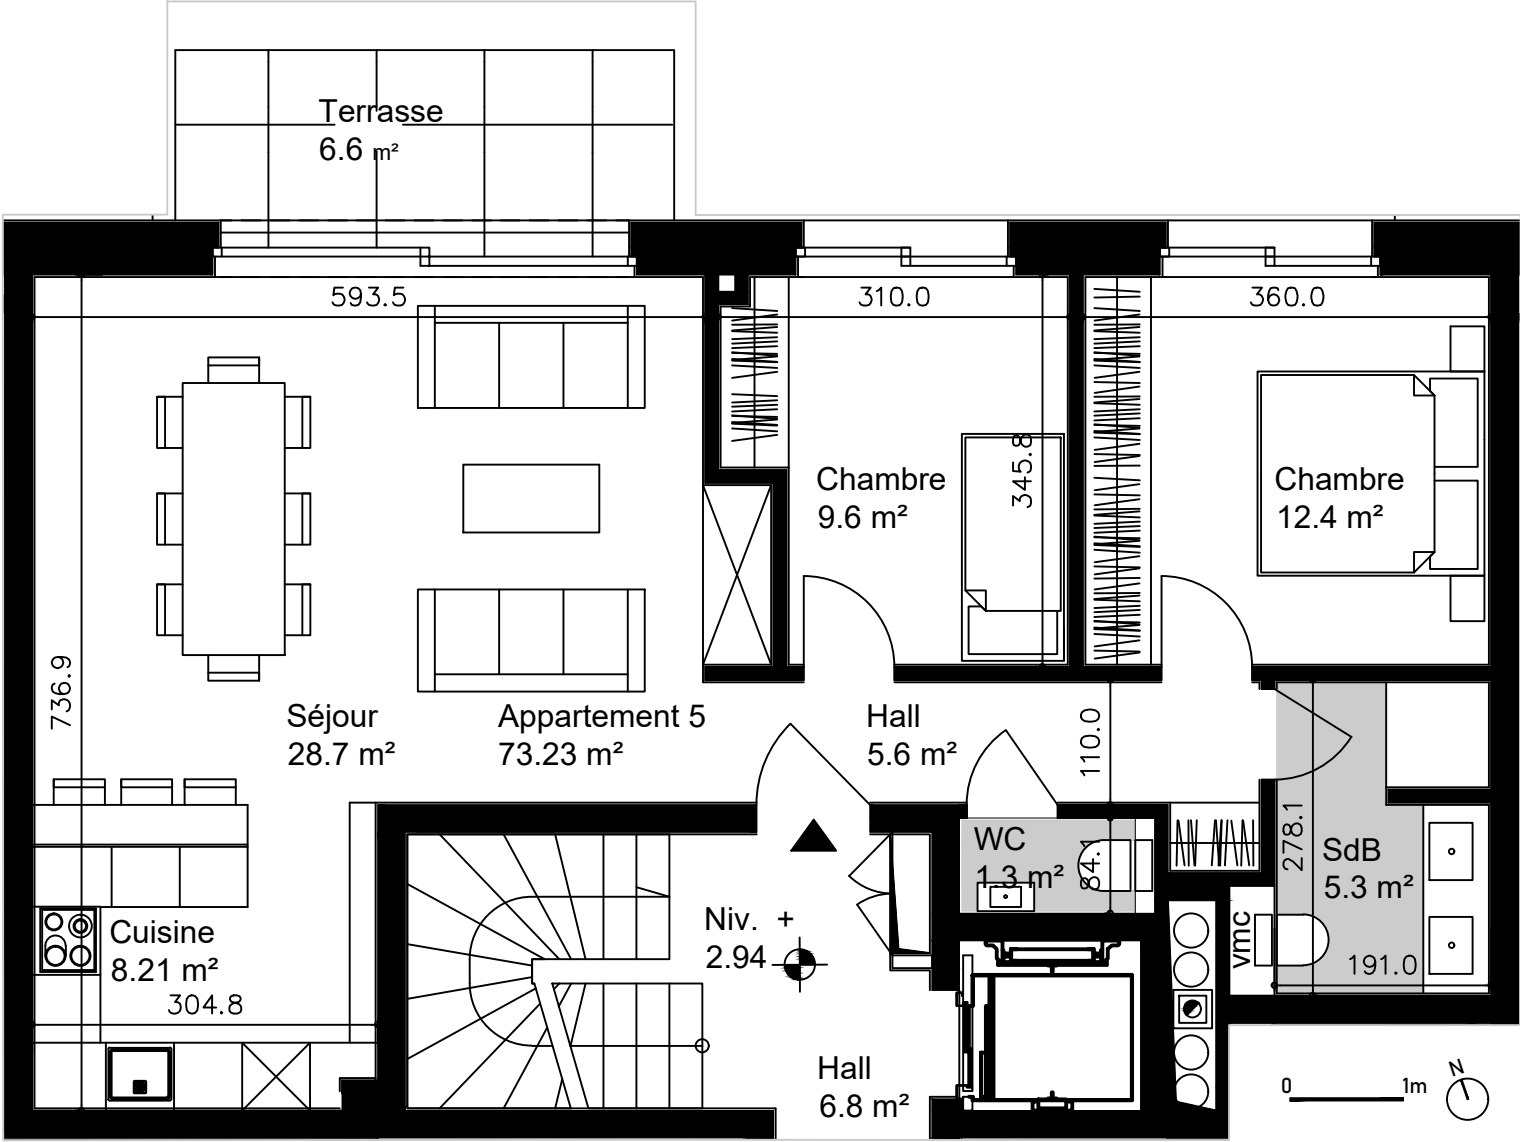 Terrasse
6.6 m²
593.5
310.0
360.0
345.8
Chambre
9.6 m²
Chambre
12.4 m²
736.9
Séjour
28.7 m²
Appartement 5
73.23 m²
Hall
5.6 m²
110.0
WC
1.3 m²
84.1
278.1
SdB
5.3 m²
191.0
vmc
Cuisine
8.21 m²
304.8
Niv. +
2.94
Hall
6.8 m²
0 1m
N